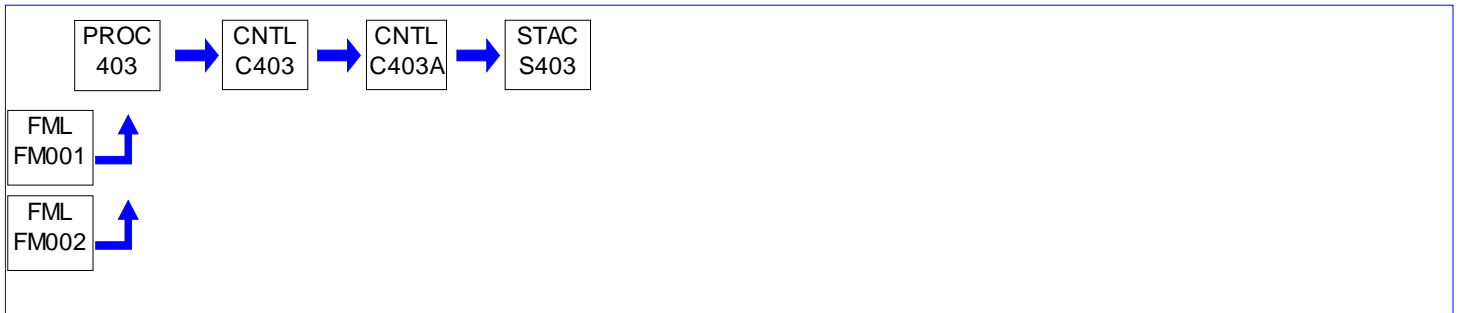 PROC
403
CNTL
C403
CNTL
C403A
STAC
S403
FML
FM001
FML
FM002